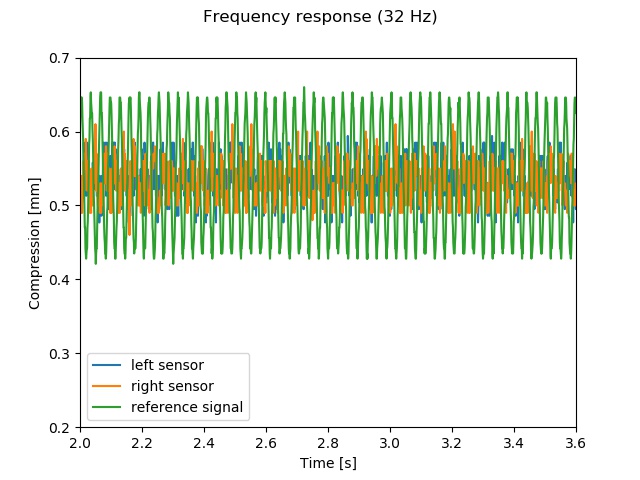 Frequency response (32 Hz)
0.7
0.6
0.5
0.4
0.3
0.2
Compression [mm]
left sensor
right sensor
reference signal
2.0 2.2 2.4 2.6 2.8 3.0 3.2 3.4 3.6
Time [s]